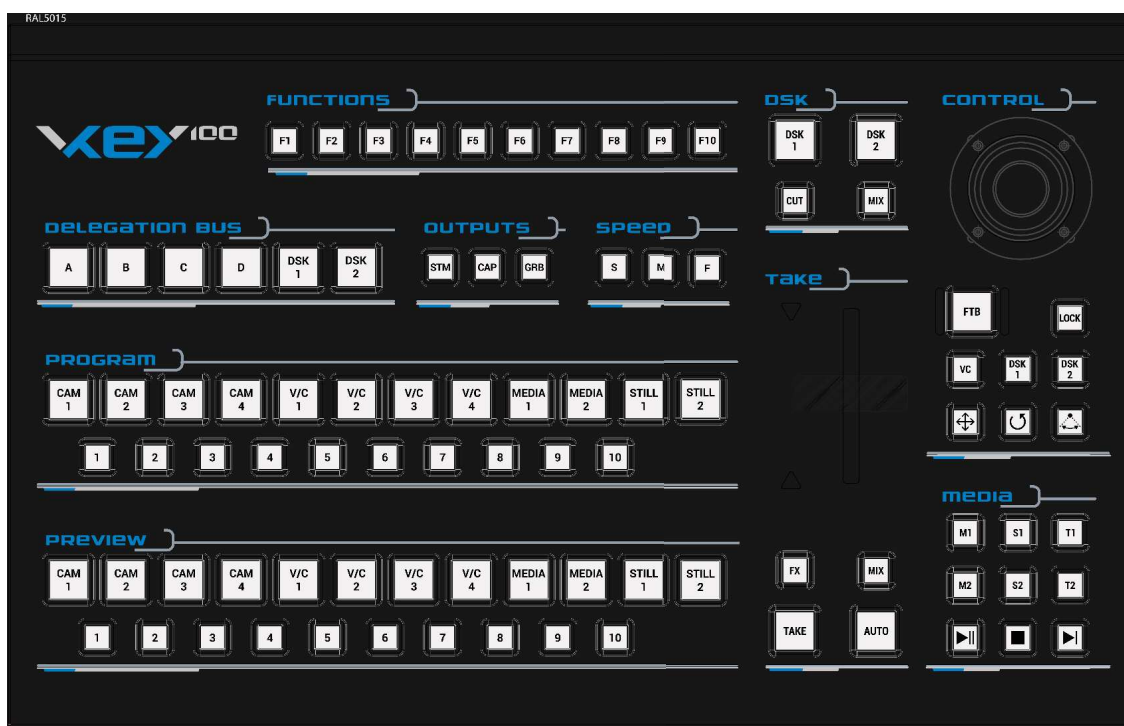 RAL5015
FUNCTIONS
DSK
CONTROL
vKey100
F1 F2 F3 F4 F5 F6 F7 F8 F9 F10
DSK 1
DSK 2
CUT MIX
DELEGATION BUS
OUTPUTS
SPEED
A B C D DSK 1 DSK 2
STM CAP GRB
S M F
TAKE
FTB LOCK
VC DSK 1 DSK 2
PROGRAM
CAM 1 CAM 2 CAM 3 CAM 4 V/C 1 V/C 2 V/C 3 V/C 4 MEDIA 1 MEDIA 2 STILL 1 STILL 2
1 2 3 4 5 6 7 8 9 10
MEDIA
M1 S1 T1
M2 S2 T2
PREVIEW
CAM 1 CAM 2 CAM 3 CAM 4 V/C 1 V/C 2 V/C 3 V/C 4 MEDIA 1 MEDIA 2 STILL 1 STILL 2
1 2 3 4 5 6 7 8 9 10
FX MIX
TAKE AUTO